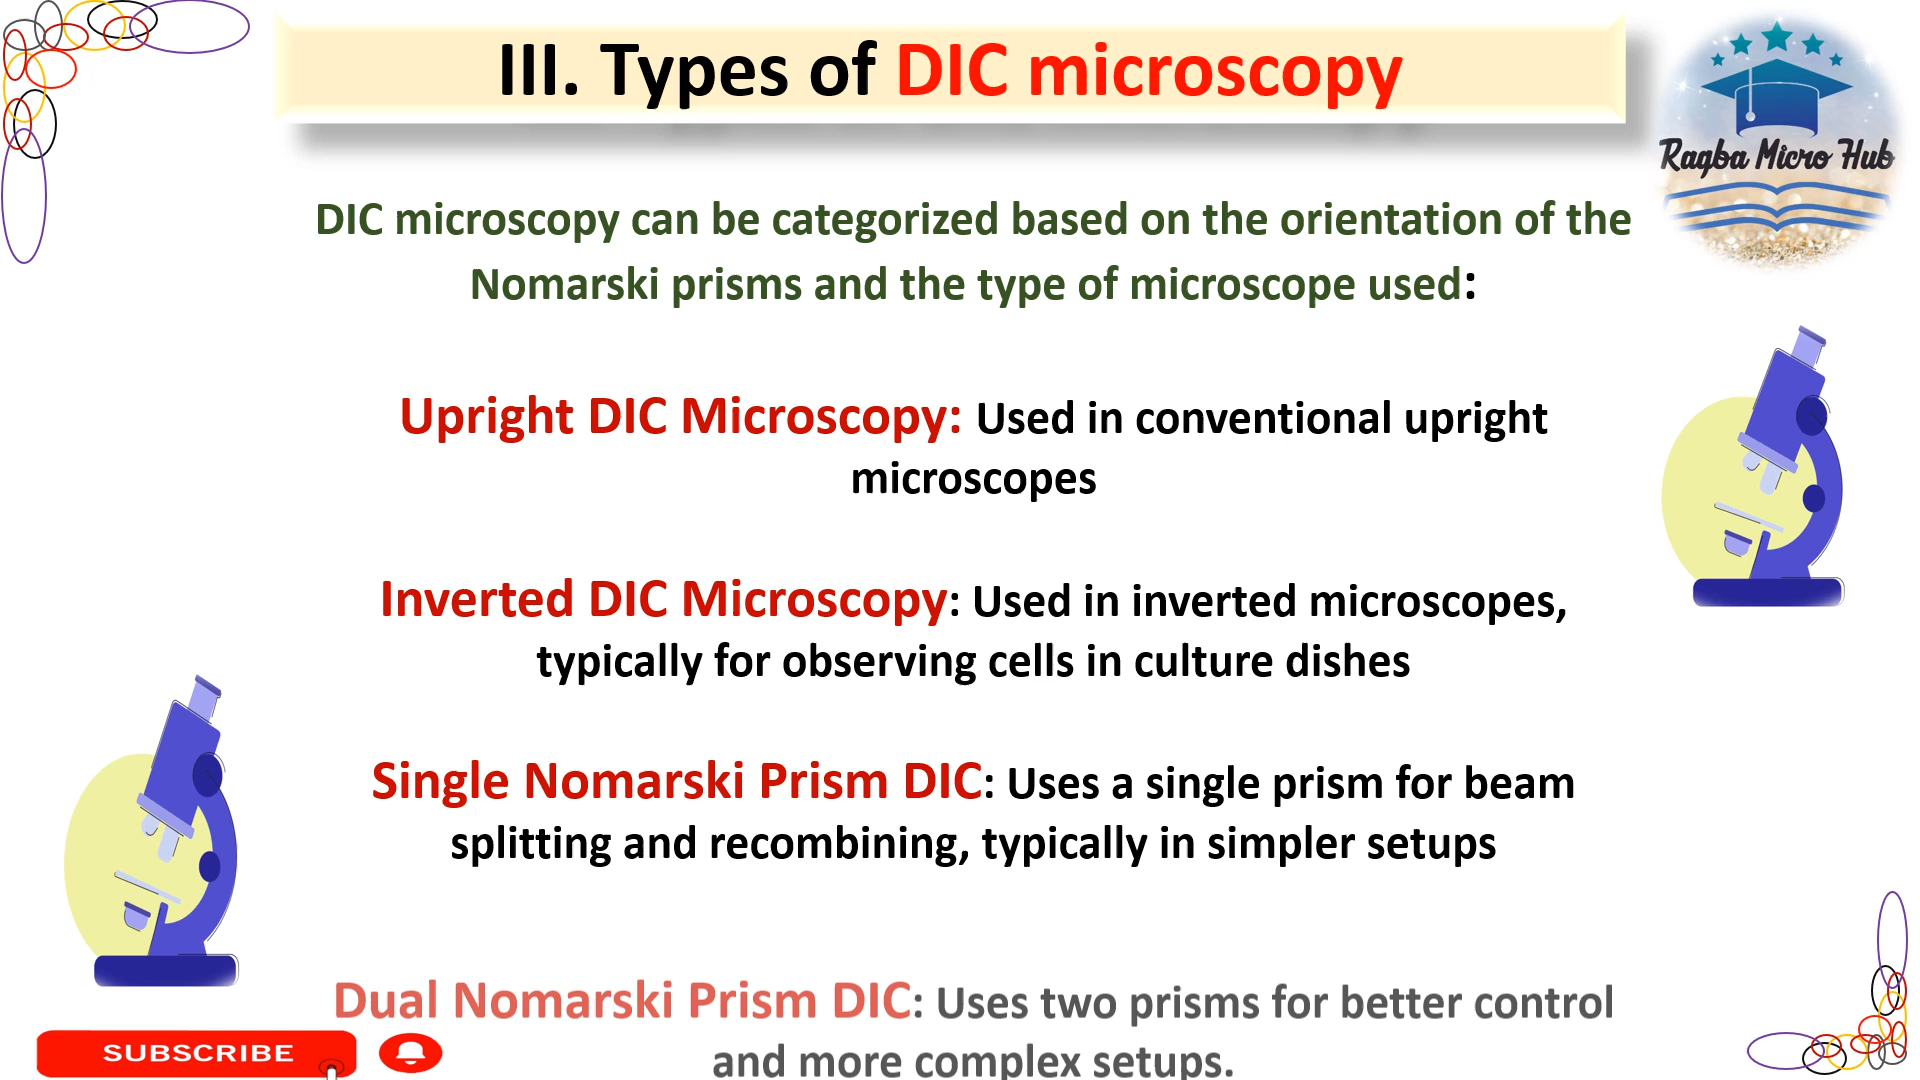 III. Types of DIC microscopy
Raqba Micro Hub
DIC microscopy can be categorized based on the orientation of the
Nomarski prisms and the type of microscope used:
Upright DIC Microscopy: Used in conventional upright
microscopes
Inverted DIC Microscopy: Used in inverted microscopes,
typically for observing cells in culture dishes
Single Nomarski Prism DIC: Uses a single prism for beam
splitting and recombining, typically in simpler setups
Dual Nomarski Prism DIC: Uses two prisms for better control
and more complex setups.
SUBSCRIBE